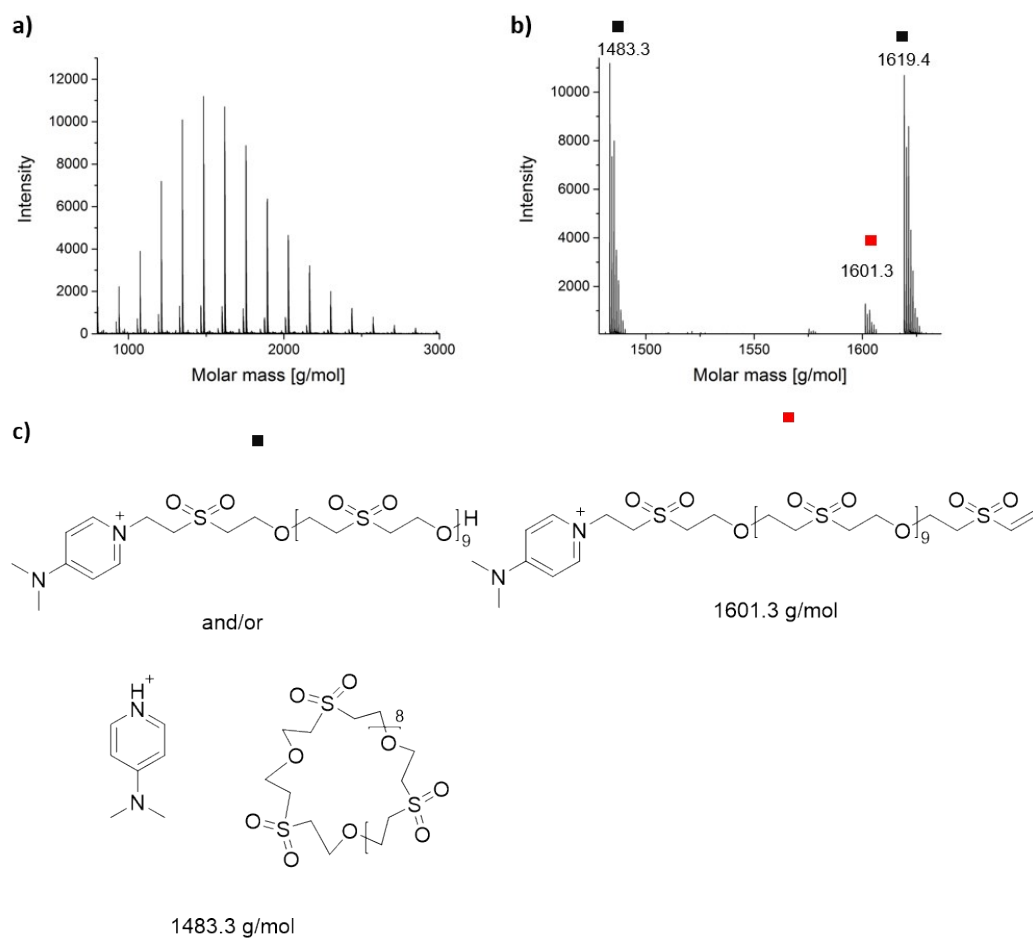 a)
12000
10000
8000
6000
4000
2000
0
Intensity
1000
2000
3000
Molar mass [g/mol]
b)
1483.3
1619.4
1601.3
10000
8000
6000
4000
2000
Intensity
1500
1550
1600
Molar mass [g/mol]
c)
N
+
N
O
O
S
O
O
O
S
O
H
9
and/or
N
+
N
O
O
S
O
O
O
S
O
9
O
O
S
1601.3 g/mol
H
+
N
N
O
O
S
8
O
O
O
S
O
O
S
O
O
O
1483.3 g/mol